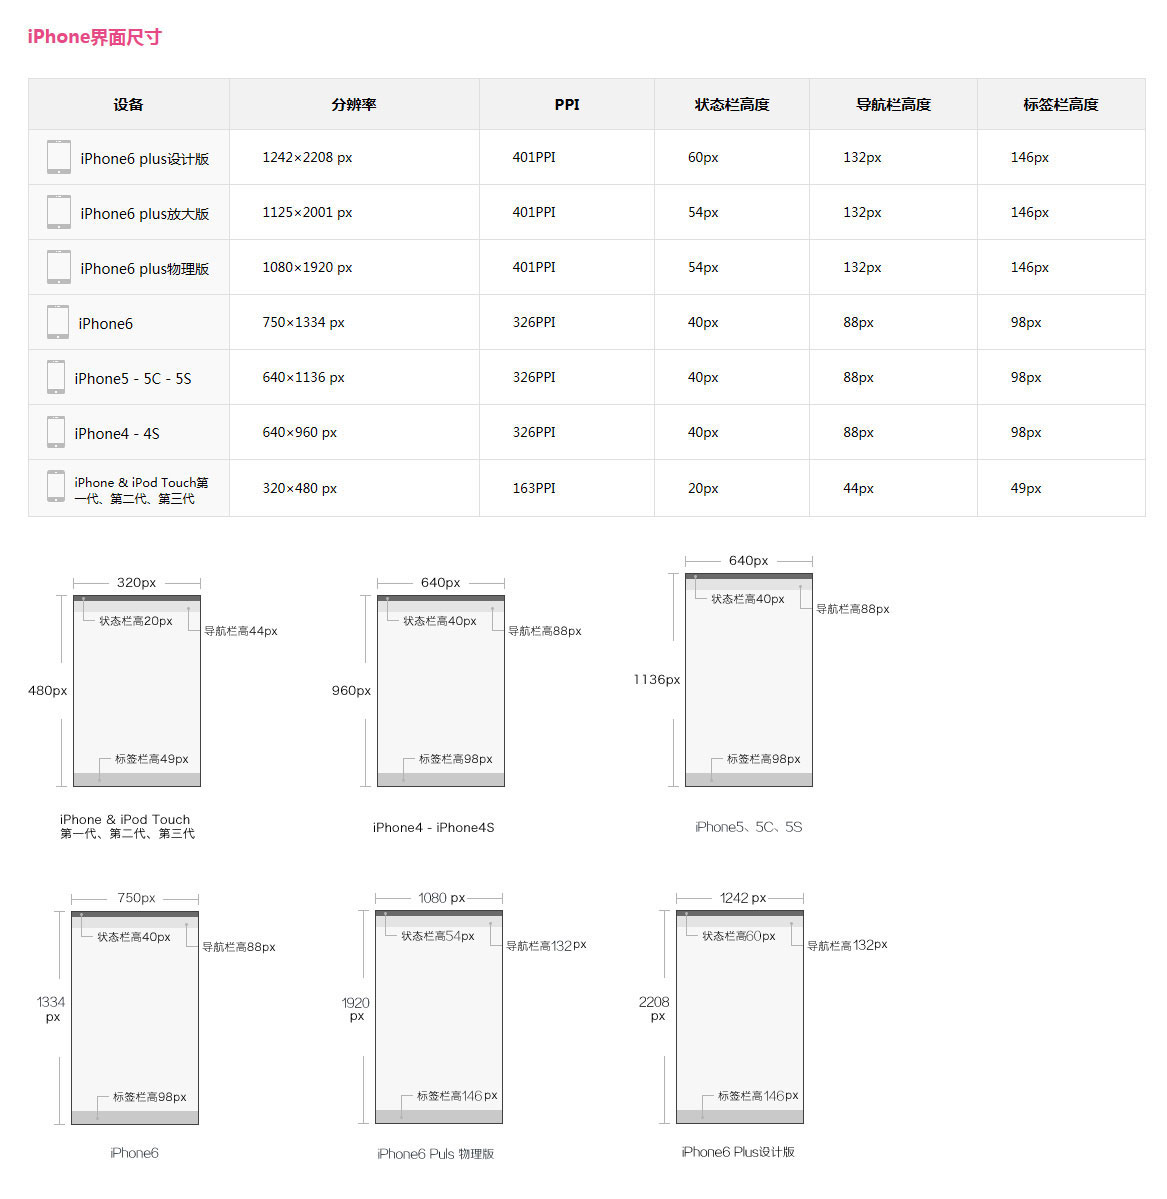 iPhone界面尺寸
设备 分辨率 PPI 状态栏高度 导航栏高度 标签栏高度
iPhone6 plus设计版 1242×2208 px 401PPI 60px 132px 146px
iPhone6 plus放大版 1125×2001 px 401PPI 54px 132px 146px
iPhone6 plus物理版 1080×1920 px 401PPI 54px 132px 146px
iPhone6 750×1334 px 326PPI 40px 88px 98px
iPhone5 - 5C - 5S 640×1136 px 326PPI 40px 88px 98px
iPhone4 - 4S 640×960 px 326PPI 40px 88px 98px
iPhone & iPod Touch第
一代、第二代、第三代 320×480 px 163PPI 20px 44px 49px
320px
状态栏高20px
导航栏高44px
480px
标签栏高49px
iPhone & iPod Touch
第一代、第二代、第三代
640px
状态栏高40px
导航栏高88px
960px
标签栏高98px
iPhone4 - iPhone4S
640px
状态栏高40px
导航栏高88px
1136px
标签栏高98px
iPhone5、5C、5S
750px
状态栏高40px
导航栏高88px
1334
px
标签栏高98px
iPhone6
1080 px
状态栏高54px
导航栏高132px
1920
px
标签栏高146px
iPhone6 Puls 物理版
1242 px
状态栏高60px
导航栏高132px
2208
px
标签栏高146px
iPhone6 Plus设计版